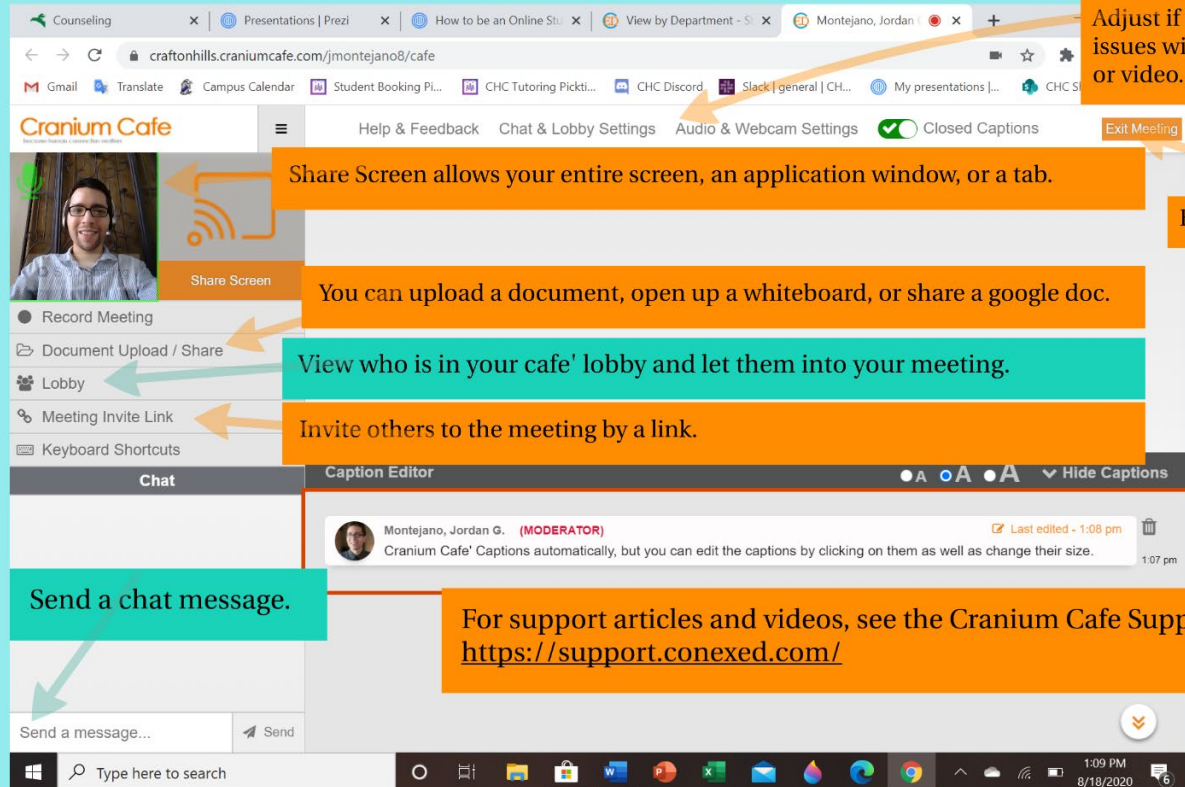 Counseling
Presentations | Prezi
How to be an Online Stu
View by Department - S
Montejano, Jordan
Adjust if
issues wi
or video.
craftonhills.craniumcafe.com/jmontejano8/cafe
Gmail Translate Campus Calendar Student Booking Pi... CHC Tutoring Pickti... CHC Discord Slack | general | CH... My presentations |... CHC S
Cranium Cafe
Help & Feedback Chat & Lobby Settings Audio & Webcam Settings Closed Captions Exit Meeting
Share Screen allows your entire screen, an application window, or a tab.
Share Screen
You can upload a document, open up a whiteboard, or share a google doc.
Record Meeting
Document Upload / Share
View who is in your cafe' lobby and let them into your meeting.
Lobby
Meeting Invite Link
Invite others to the meeting by a link.
Keyboard Shortcuts
Chat
Caption Editor A A A Hide Captions
Montejano, Jordan G. (MODERATOR) Last edited - 1:08 pm
Cranium Cafe' Captions automatically, but you can edit the captions by clicking on them as well as change their size.
1:07 pm
Send a chat message.
For support articles and videos, see the Cranium Cafe Supp
https://support.conexed.com/
Send a message... Send
Type here to search
1:09 PM
8/18/2020
6